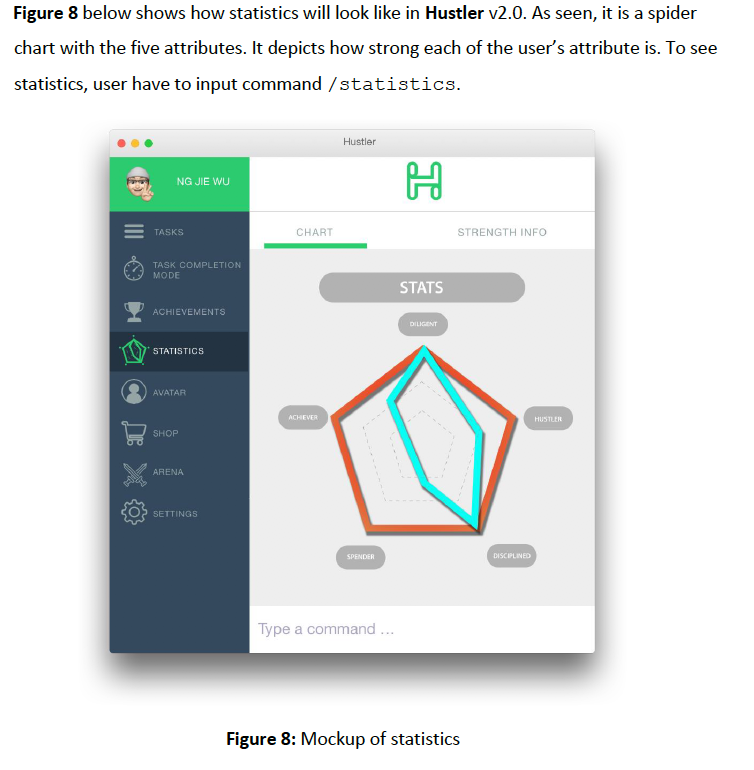 Figure 8 below shows how statistics will look like in Hustler v2.0. As seen, it is a spider
chart with the five attributes. It depicts how strong each of the user’s attribute is. To see
statistics, user have to input command /statistics.
Hustler
NG JIE WU
H
TASKS
TASK COMPLETION
MODE
ACHIEVEMENTS
STATISTICS
AVATAR
SHOP
ARENA
SETTINGS
CHART
STRENGTH INFO
STATS
DILIGENT
ACHIEVER
HUSTLER
SPENDER
DISCIPLINED
Type a command ...
Figure 8: Mockup of statistics